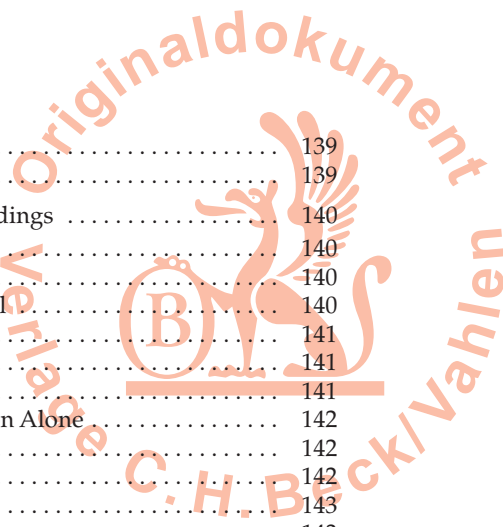 Originaldokument
. . . . . . . . . . . . . . . . . . . . . . . . 139
. . . . . . . . . . . . . . . . . . . . . . . . 139
dings . . . . . . . . . . . . . . . . . . 140
. . . . . . . . . . . . . . . . . . . . . . . . 140
. . . . . . . . . . . . . . . . . . . . . . . . 140
. . . . . . . . . . . . . . . . . . . . . . . 140
. . . . . . . . . . . . . . . . . . . . . . . . 141
. . . . . . . . . . . . . . . . . . . . . . . . 141
. . . . . . . . . . . . . . . . . . . . . . . . 141
n Alone . . . . . . . . . . . . . . . . 142
. . . . . . . . . . . . . . . . . . . . . . . . 142
. . . . . . . . . . . . . . . . . . . . . . . . 142
. . . . . . . . . . . . . . . . . . . . . . . . 143
B
Verlage C.H.Beck/Vahlen